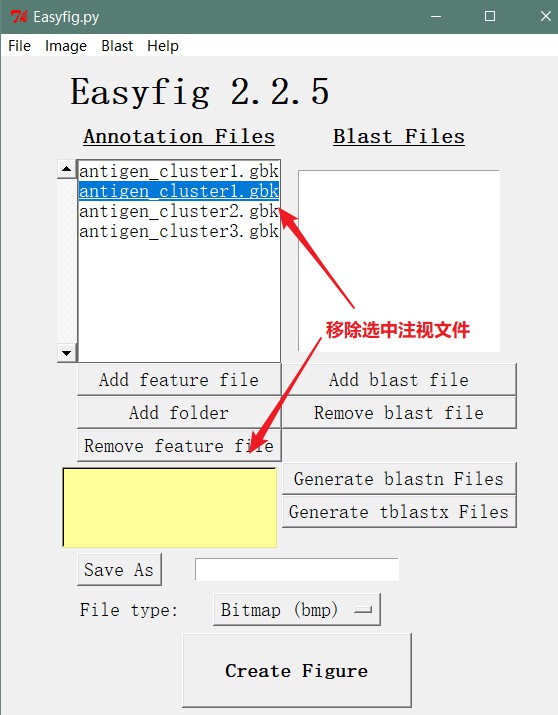 Easyfig.py
File Image Blast Help
Easyfig 2.2.5
Annotation Files Blast Files
antigen_cluster1.gbk
antigen_cluster1.gbk
antigen_cluster2.gbk
antigen_cluster3.gbk
移除选中注视文件
Add feature file Add blast file
Add folder Remove blast file
Remove feature file
Generate blastn Files
Generate tblastx Files
Save As
File type: Bitmap (bmp)
Create Figure